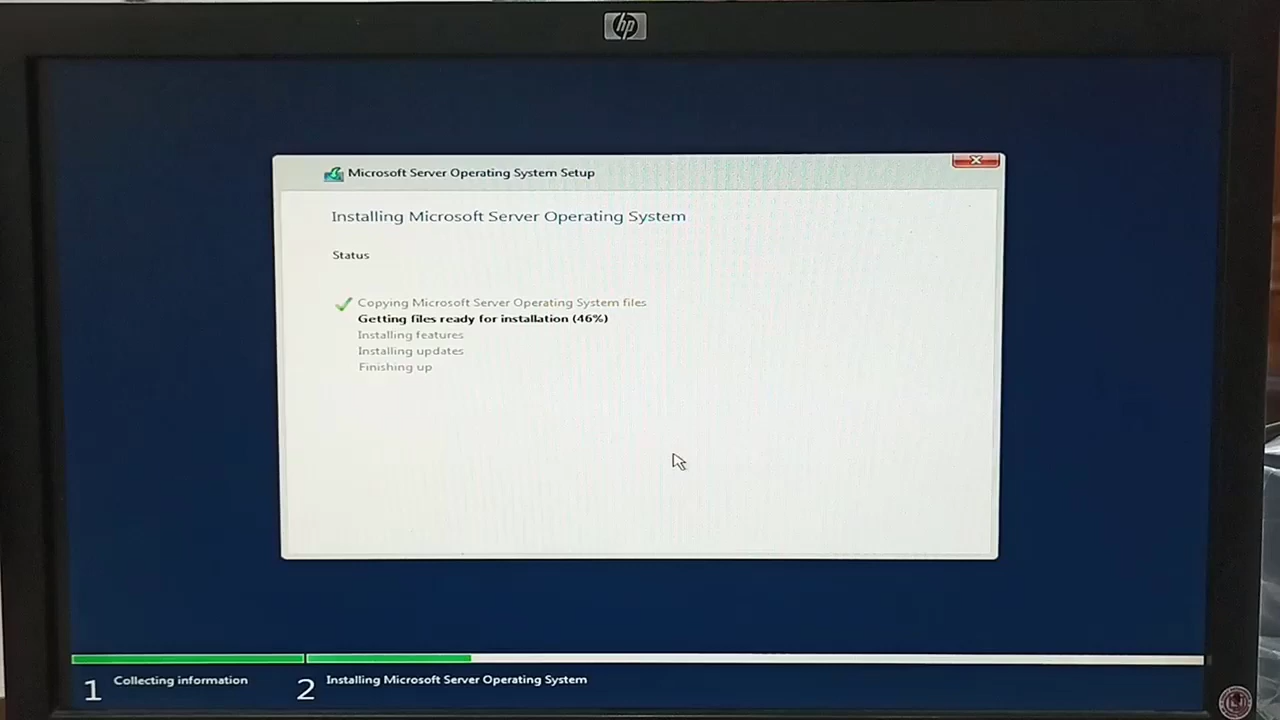 hp
Microsoft Server Operating System Setup
Installing Microsoft Server Operating System
Status
Copying Microsoft Server Operating System files
Getting files ready for installation (46%)
Installing features
Installing updates
Finishing up
1 Collecting information
2 Installing Microsoft Server Operating System